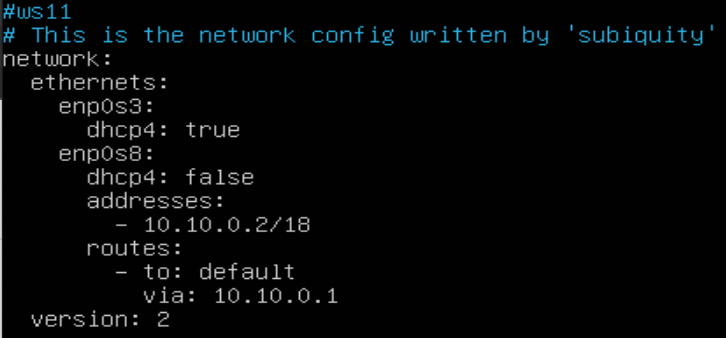 #ws11
# This is the network config written by 'subiquity'
network:
  ethernets:
    enp0s3:
      dhcp4: true
    enp0s8:
      dhcp4: false
      addresses:
        - 10.10.0.2/18
      routes:
        - to: default
          via: 10.10.0.1
  version: 2